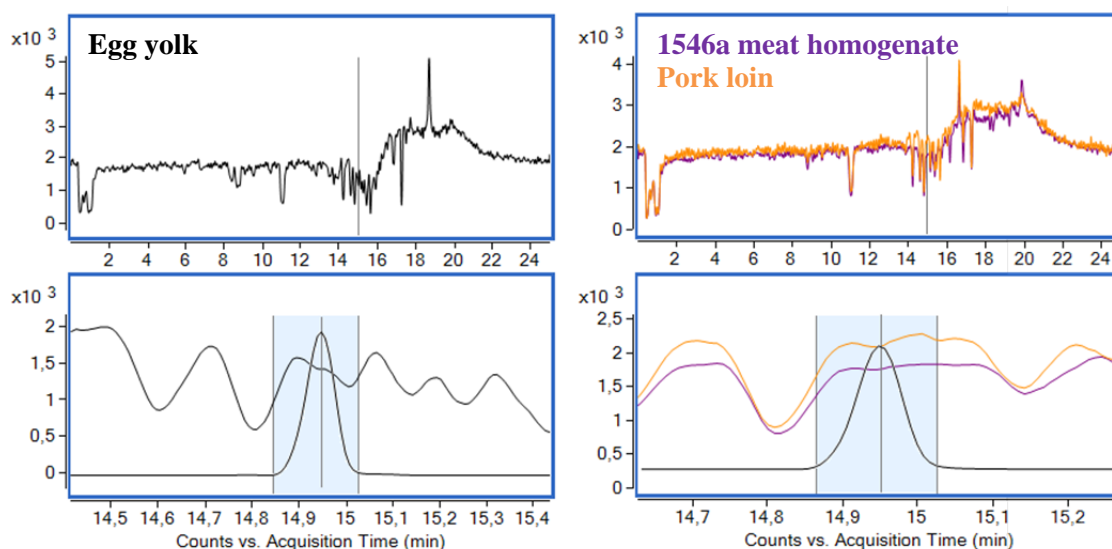 x10 3
Egg yolk
5
4
3
2
1
0
2 4 6 8 10 12 14 16 18 20 22 24
x10 3
1546a meat homogenate
Pork loin
4
3
2
1
0
2 4 6 8 10 12 14 16 18 20 22 24
x10 3
2
1,5
1
0,5
0
14,5 14,6 14,7 14,8 14,9 15 15,1 15,2 15,3 15,4
Counts vs. Acquisition Time (min)
x10 3
2,5
2
1,5
1
0,5
0
14,7 14,8 14,9 15 15,1 15,2
Counts vs. Acquisition Time (min)